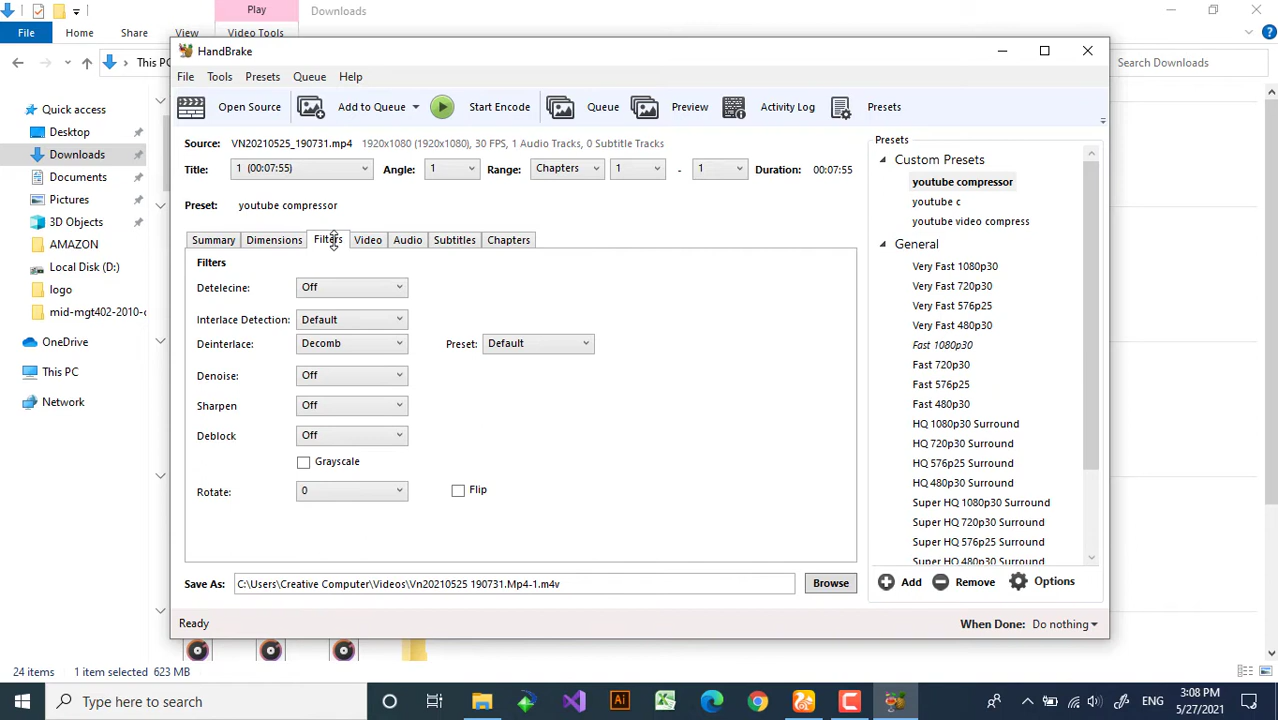 Play
Downloads
File
Home
Share
View
Video Tools
This PC
Search Downloads
Quick access
Desktop
Downloads
Documents
Pictures
3D Objects
AMAZON
Local Disk (D:)
logo
mid-mgt402-2010-c
OneDrive
This PC
Network
HandBrake
File
Tools
Presets
Queue
Help
Open Source
Add to Queue
Start Encode
Queue
Preview
Activity Log
Presets
Source: VN20210525_190731.mp4 1920x1080 (1920x1080), 30 FPS, 1 Audio Tracks, 0 Subtitle Tracks
Title: 1 (00:07:55) Angle: 1 Range: Chapters 1 - 1 Duration: 00:07:55
Preset: youtube compressor
Summary Dimensions Filters Video Audio Subtitles Chapters
Filters
Detelecine: Off
Interlace Detection: Default
Deinterlace: Decomb Preset: Default
Denoise: Off
Sharpen Off
Deblock Off
Grayscale
Rotate: 0 Flip
Save As: C:\Users\Creative Computer\Videos\Vn20210525 190731.Mp4-1.m4v Browse
Presets
Custom Presets
youtube compressor
youtube c
youtube video compress
General
Very Fast 1080p30
Very Fast 720p30
Very Fast 576p25
Very Fast 480p30
Fast 1080p30
Fast 720p30
Fast 576p25
Fast 480p30
HQ 1080p30 Surround
HQ 720p30 Surround
HQ 576p25 Surround
HQ 480p30 Surround
Super HQ 1080p30 Surround
Super HQ 720p30 Surround
Super HQ 576p25 Surround
Super HQ 480p30 Surround
Add Remove Options
Ready
When Done: Do nothing
24 items 1 item selected 623 MB
Type here to search
ENG
3:08 PM
5/27/2021